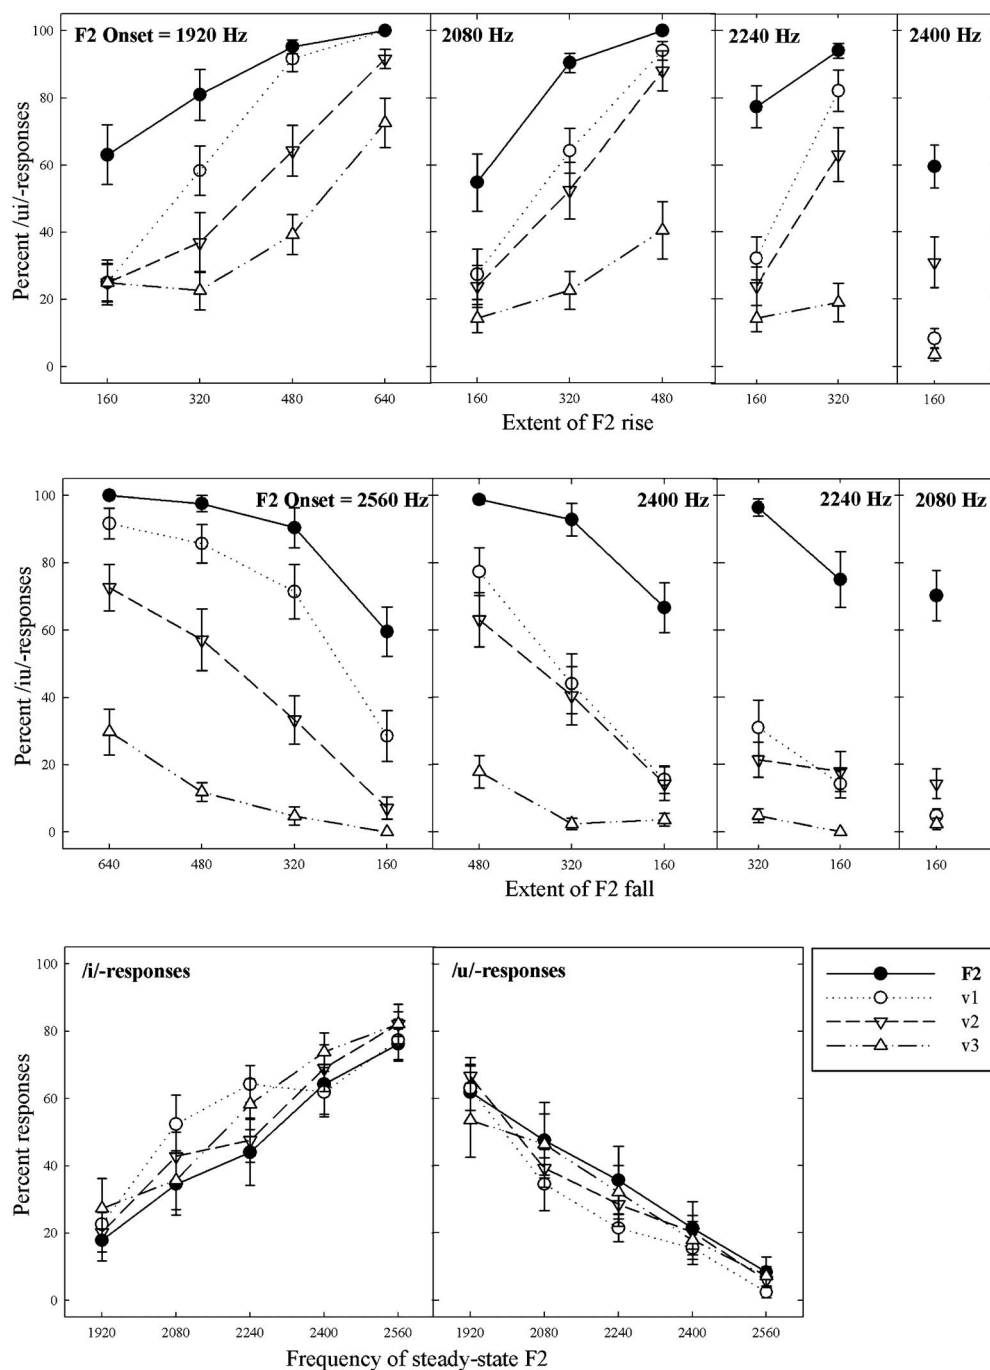 F2 Onset = 1920 Hz
2080 Hz
2240 Hz
2400 Hz
100
80
60
40
20
0
Percent /ui/-responses
160 320 480 640 160 320 480 160 320 160
Extent of F2 rise
F2 Onset = 2560 Hz
2400 Hz
2240 Hz
2080 Hz
100
80
60
40
20
0
Percent /iu/-responses
640 480 320 160 480 320 160 320 160 160
Extent of F2 fall
/i/-responses
/u/-responses
100
80
60
40
20
0
Percent responses
1920 2080 2240 2400 2560 1920 2080 2240 2400 2560
Frequency of steady-state F2
F2
v1
v2
v3